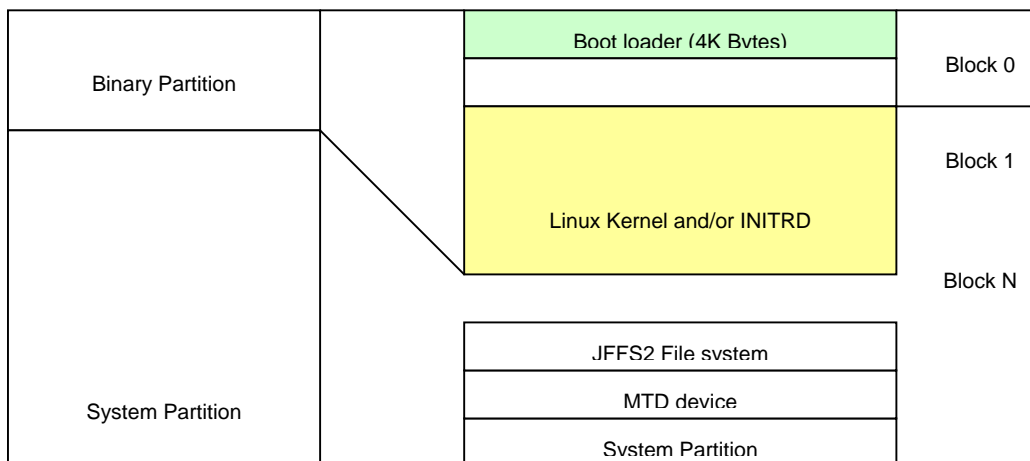 Boot loader (4K Bytes)
Block 0
Binary Partition
Block 1
Linux Kernel and/or INITRD
Block N
JFFS2 File system
MTD device
System Partition
System Partition